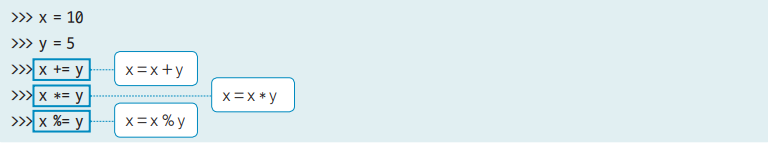 >>> x = 10
>>> y = 5
>>> x += y x=x+y
>>> x *= y x=x*y
>>> x %= y x=x%y